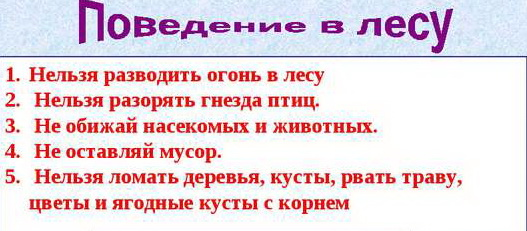 Поведение в лесу
1. Нельзя разводить огонь в лесу
2. Нельзя разорять гнезда птиц.
3. Не обижай насекомых и животных.
4. Не оставляй мусор.
5. Нельзя ломать деревья, кусты, рвать траву,
цветы и ягодные кусты с корнем